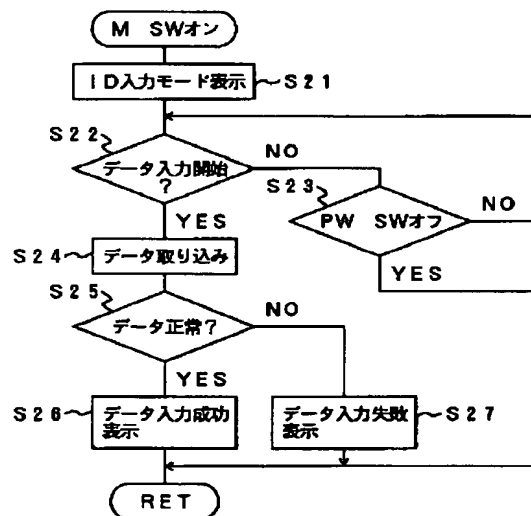 M SWオン
ID入力モード表示
S21
S22
データ入力開始
?
NO
S23
PW SWオフ
NO
YES
YES
S24
データ取り込み
S25
データ正常?
NO
YES
S26
データ入力成功
表示
データ入力失敗
表示
S27
RET